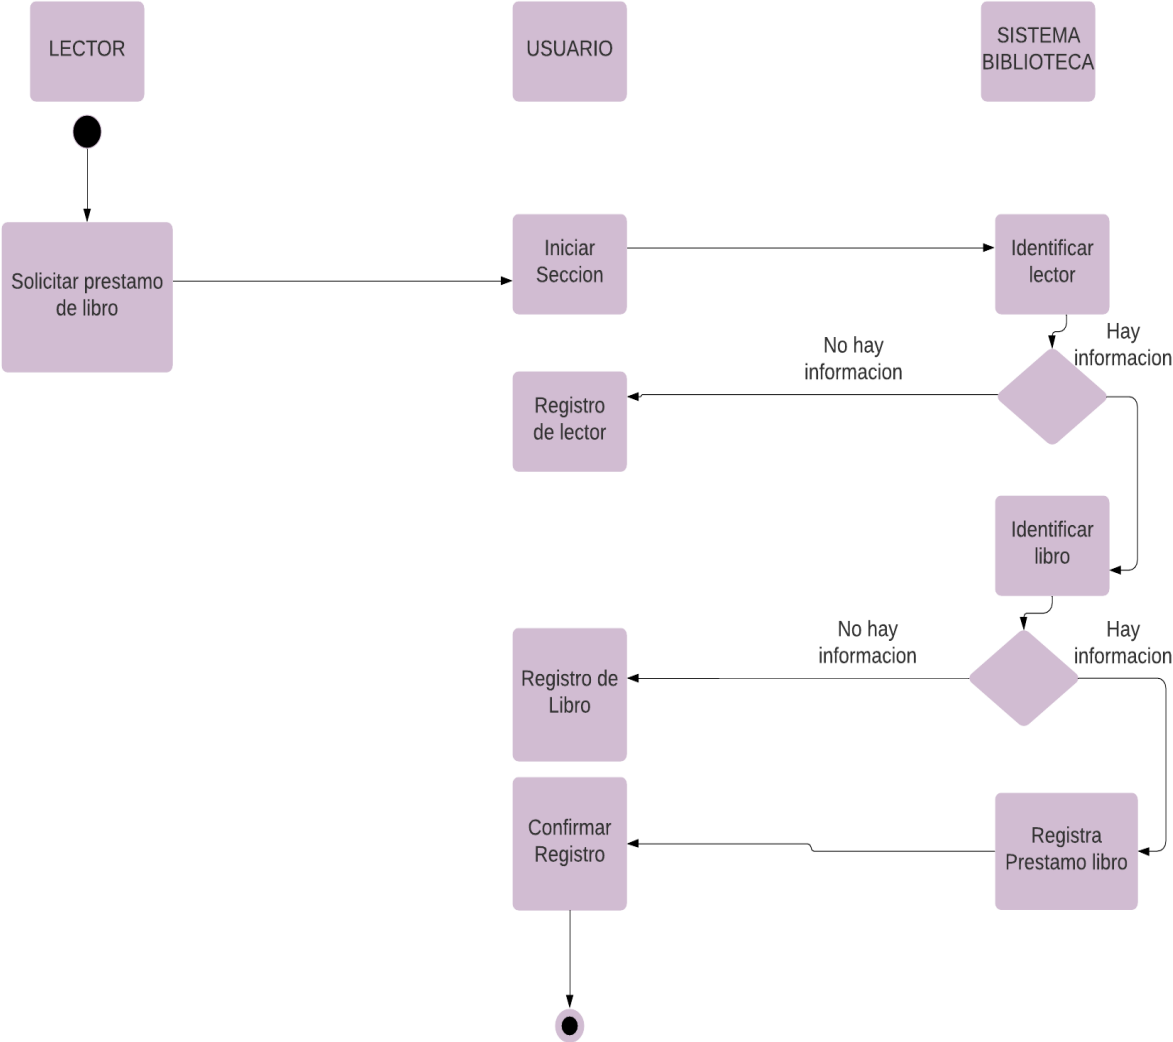 LECTOR
USUARIO
SISTEMA
BIBLIOTECA
Solicitar prestamo
de libro
Iniciar
Seccion
Identificar
lector
No hay
informacion
Hay
informacion
Registro
de lector
Identificar
libro
No hay
informacion
Hay
informacion
Registro de
Libro
Confirmar
Registro
Registra
Prestamo libro